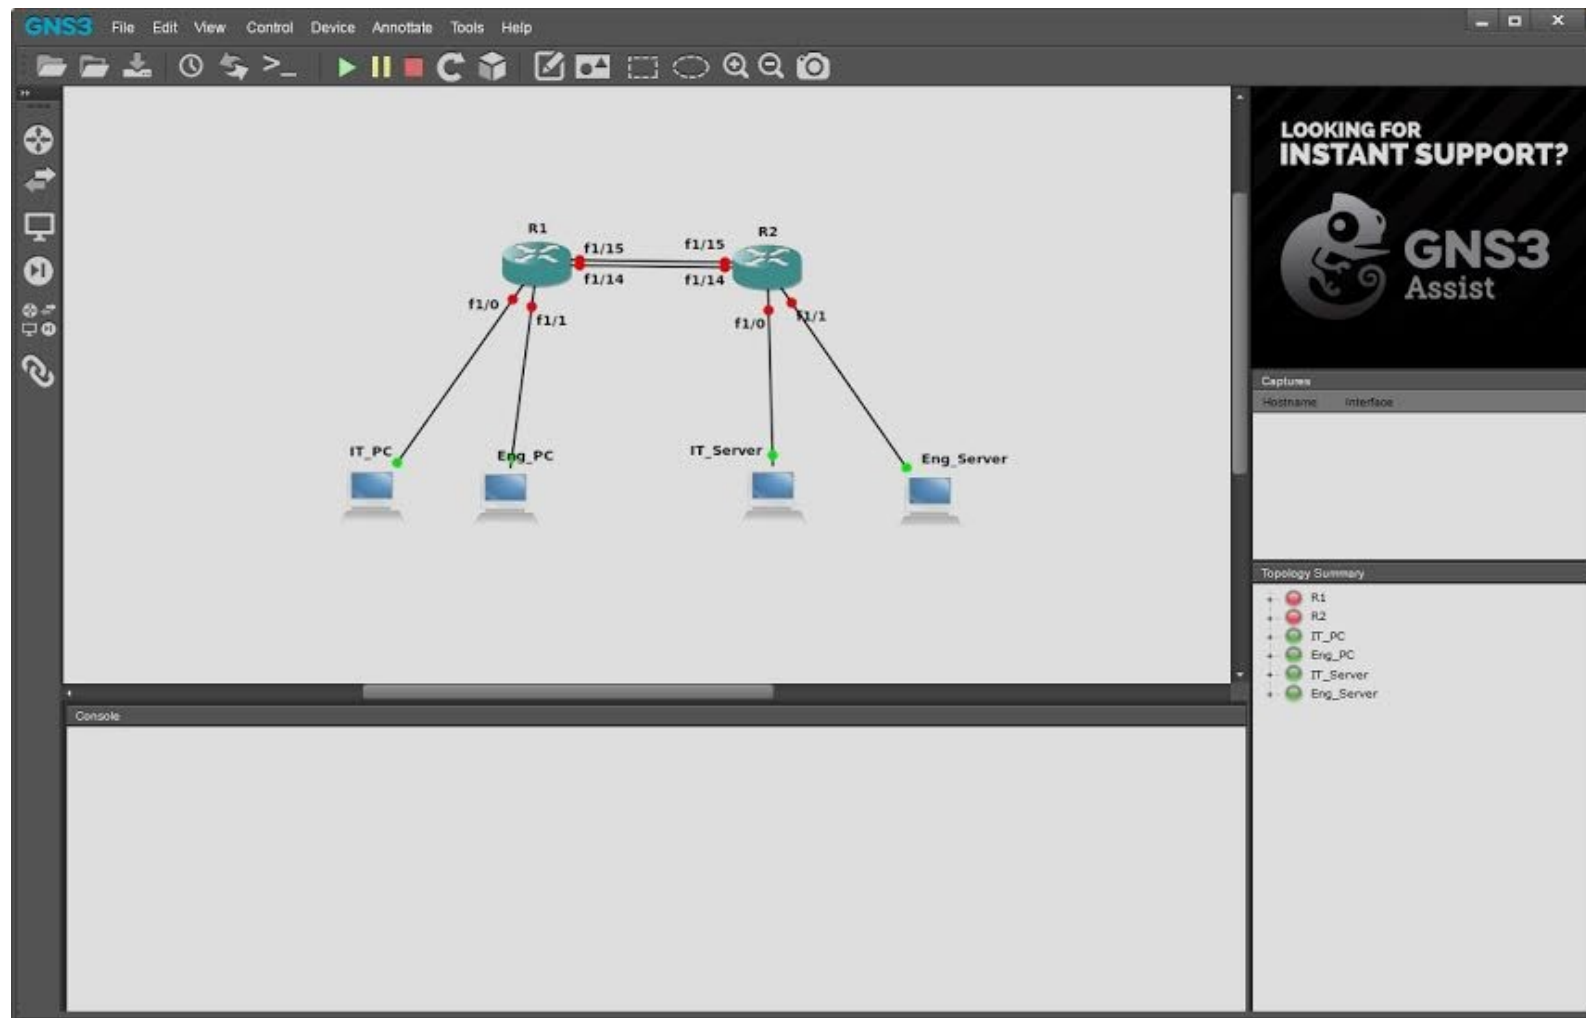 GNS3 File Edit View Control Device Annottate Tools Help
LOOKING FOR
INSTANT SUPPORT?
GNS3
Assist
R1
R2
f1/15
f1/15
f1/14
f1/14
f1/0
f1/1
f1/0
f1/1
IT_PC
Eng_PC
IT_Server
Eng_Server
Captures
Hostname Interface
Topology Summary
R1
R2
IT_PC
Eng_PC
IT_Server
Eng_Server
Console